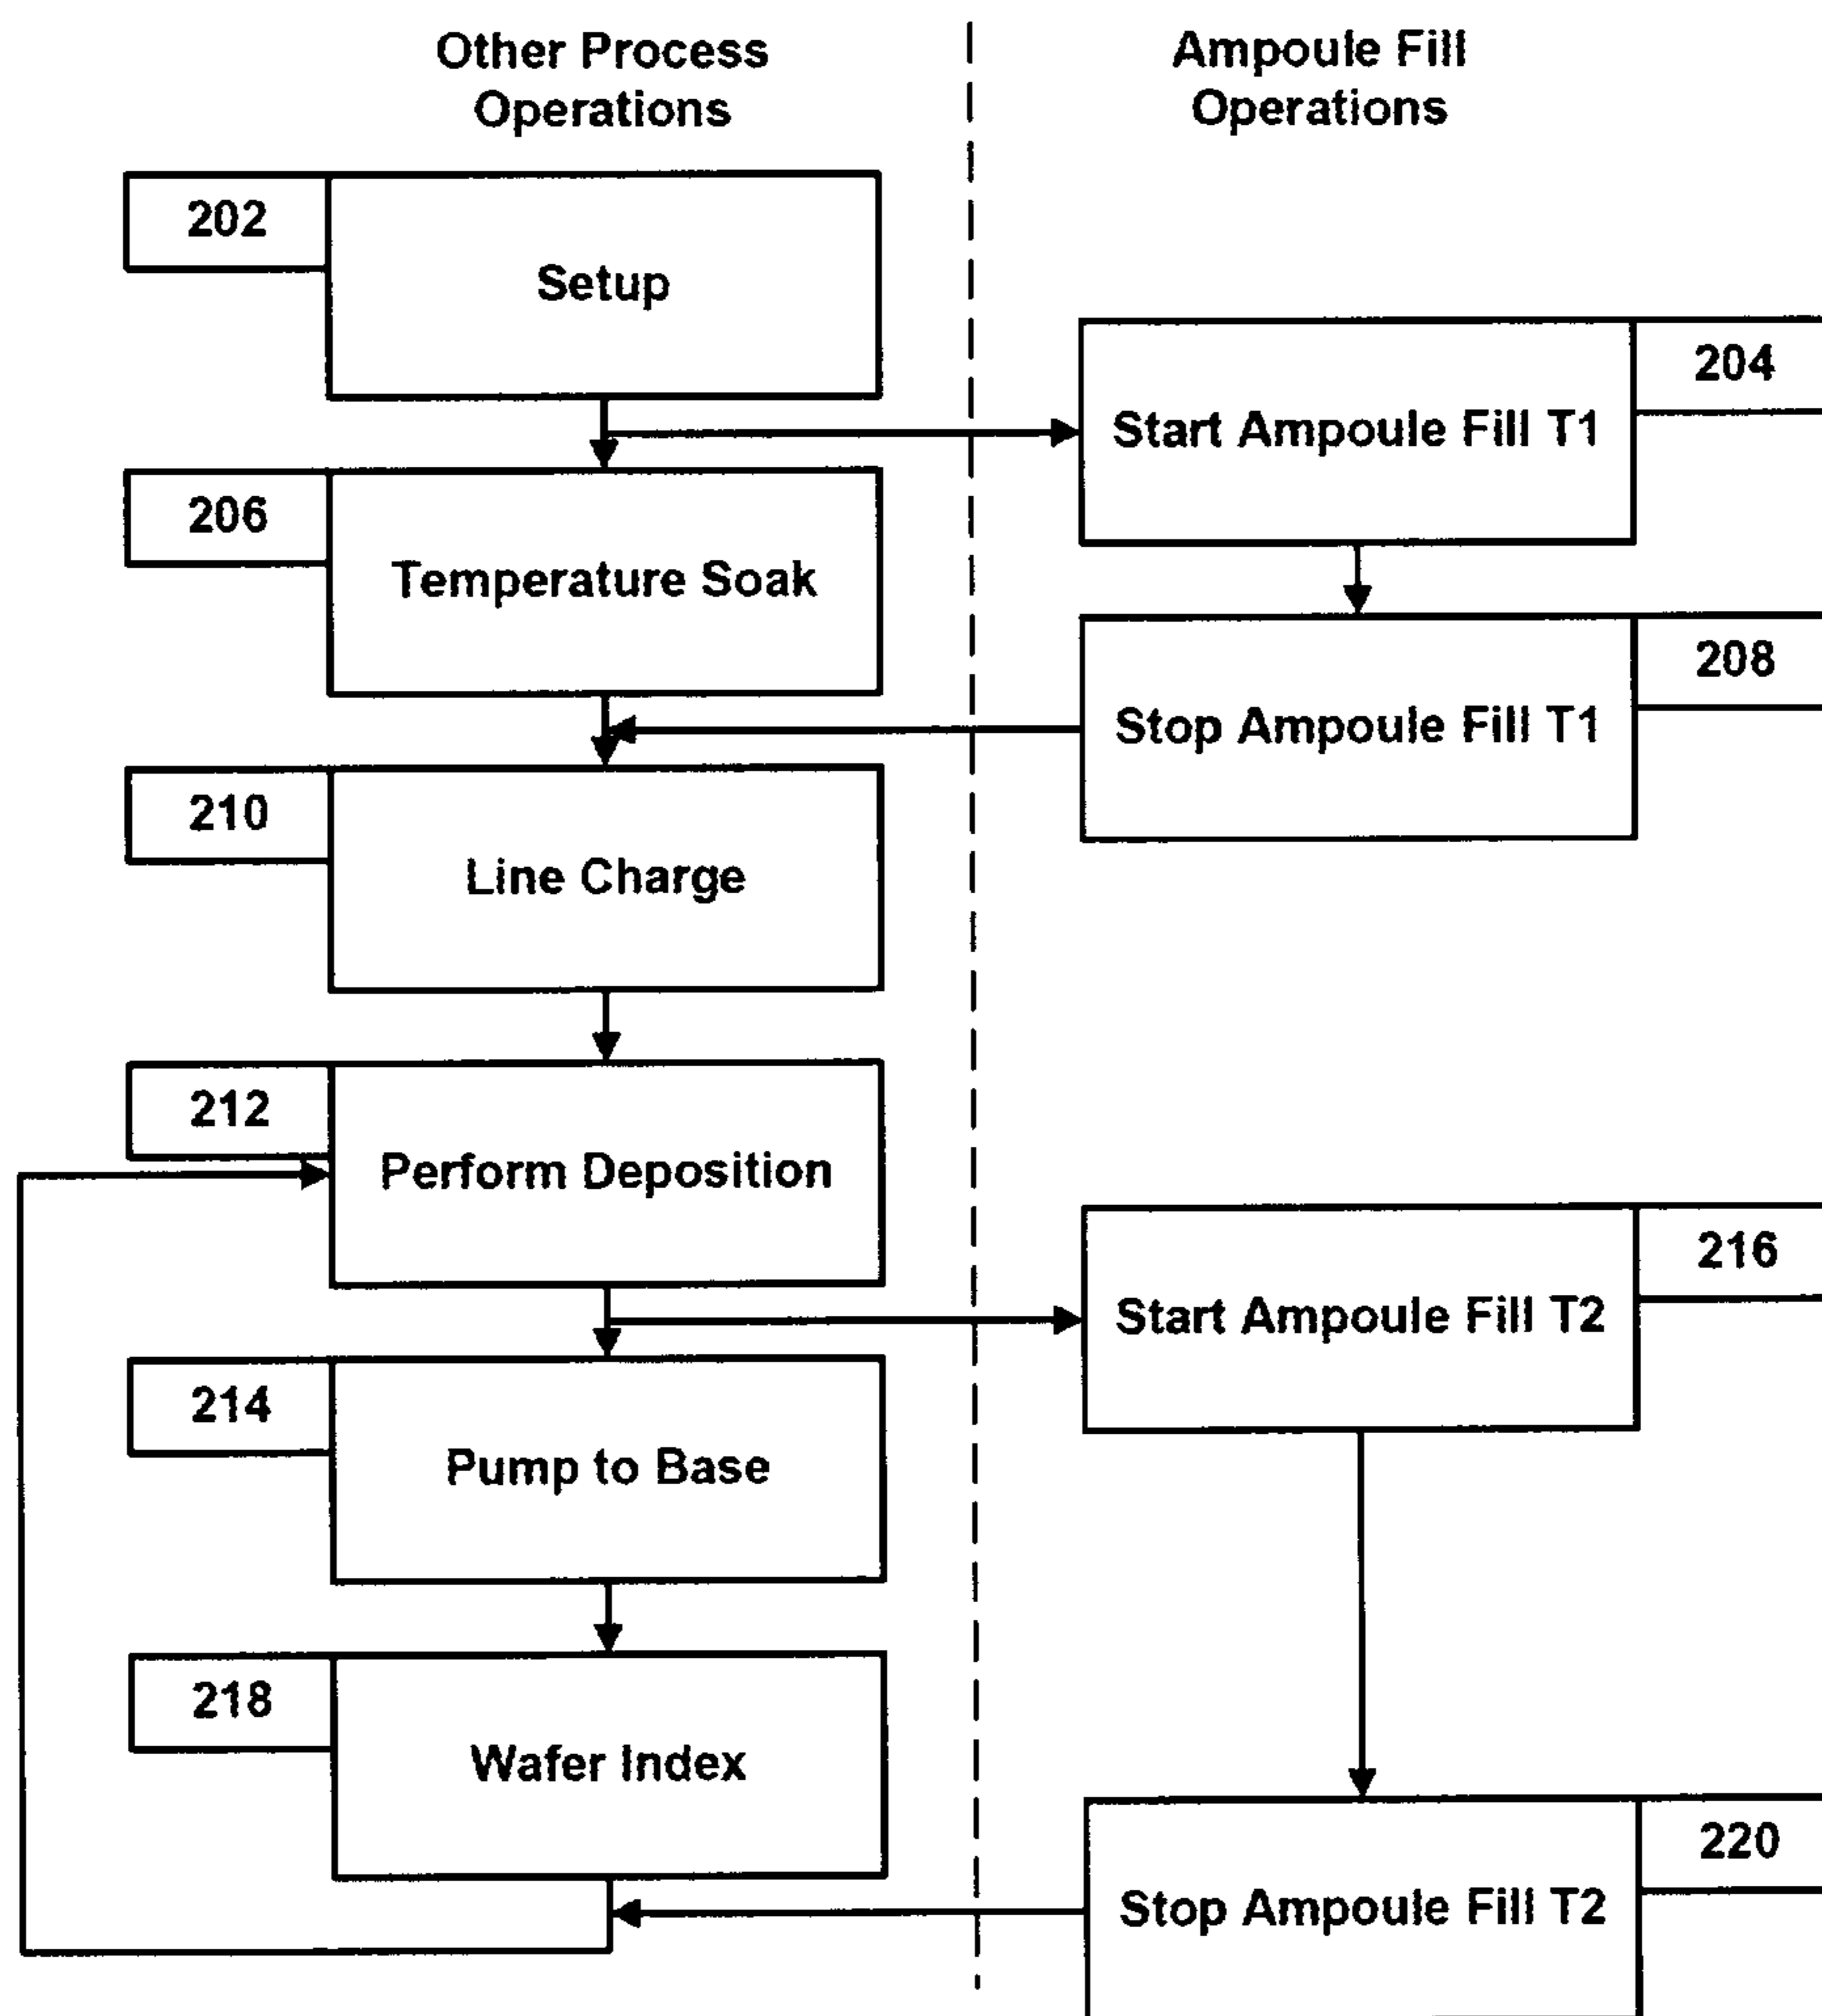 Other Process
Operations
Ampoule Fill
Operations
202
Setup
204
Start Ampoule Fill T1
206
Temperature Soak
208
Stop Ampoule Fill T1
210
Line Charge
212
Perform Deposition
216
Start Ampoule Fill T2
214
Pump to Base
218
Wafer Index
220
Stop Ampoule Fill T2